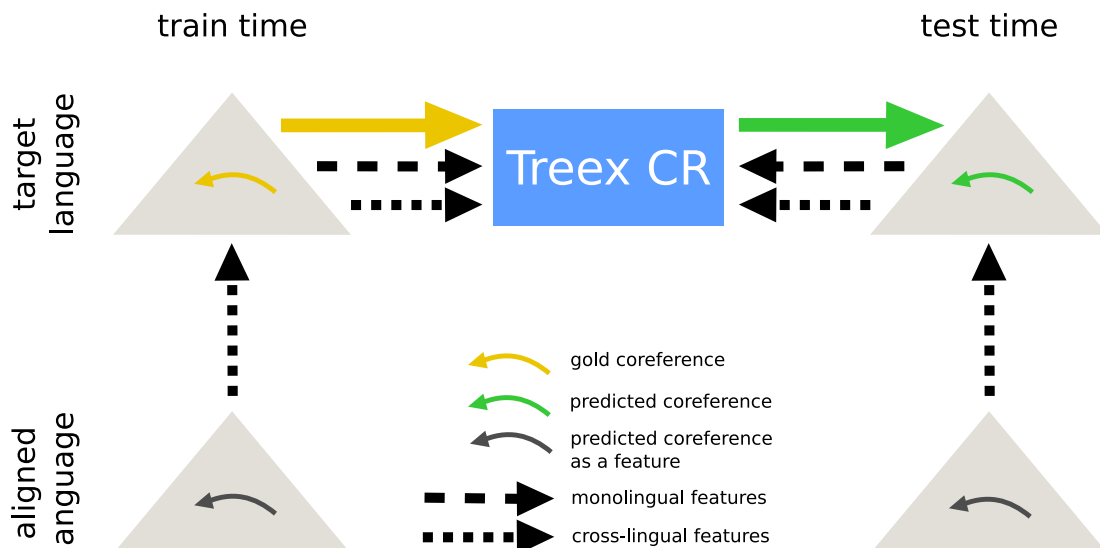 train time
test time
target
language
Treex CR
gold coreference
predicted coreference
predicted coreference
as a feature
monolingual features
cross-lingual features
aligned
anguage